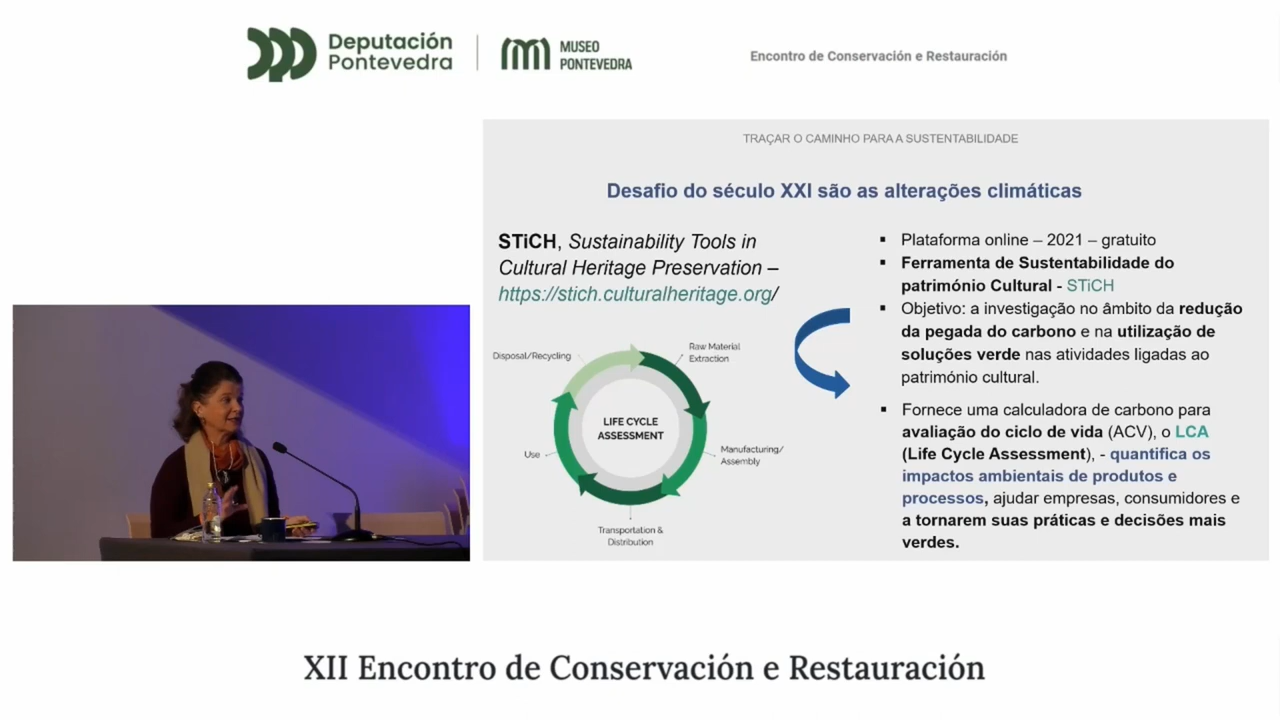 Deputación
Pontevedra
MUSEO
PONTEVEDRA
Encontro de Conservación e Restauración
TRAÇAR O CAMINHO PARA A SUSTENTABILIDADE
Desafio do século XXI são as alterações climáticas
STiCH, Sustainability Tools in
Cultural Heritage Preservation –
https://stich.culturalheritage.org/
Disposal/Recycling
Raw Material
Extraction
LIFE CYCLE
ASSESSMENT
Use
Manufacturing/
Assembly
Transportation &
Distribution
▪ Plataforma online – 2021 – gratuito
▪ Ferramenta de Sustentabilidade do
património Cultural - STiCH
▪ Objetivo: a investigação no âmbito da redução
da pegada do carbono e na utilização de
soluções verde nas atividades ligadas ao
património cultural.
▪ Fornece uma calculadora de carbono para
avaliação do ciclo de vida (ACV), o LCA
(Life Cycle Assessment), - quantifica os
impactos ambientais de produtos e
processos, ajudar empresas, consumidores e
a tornarem suas práticas e decisões mais
verdes.
XII Encontro de Conservación e Restauración